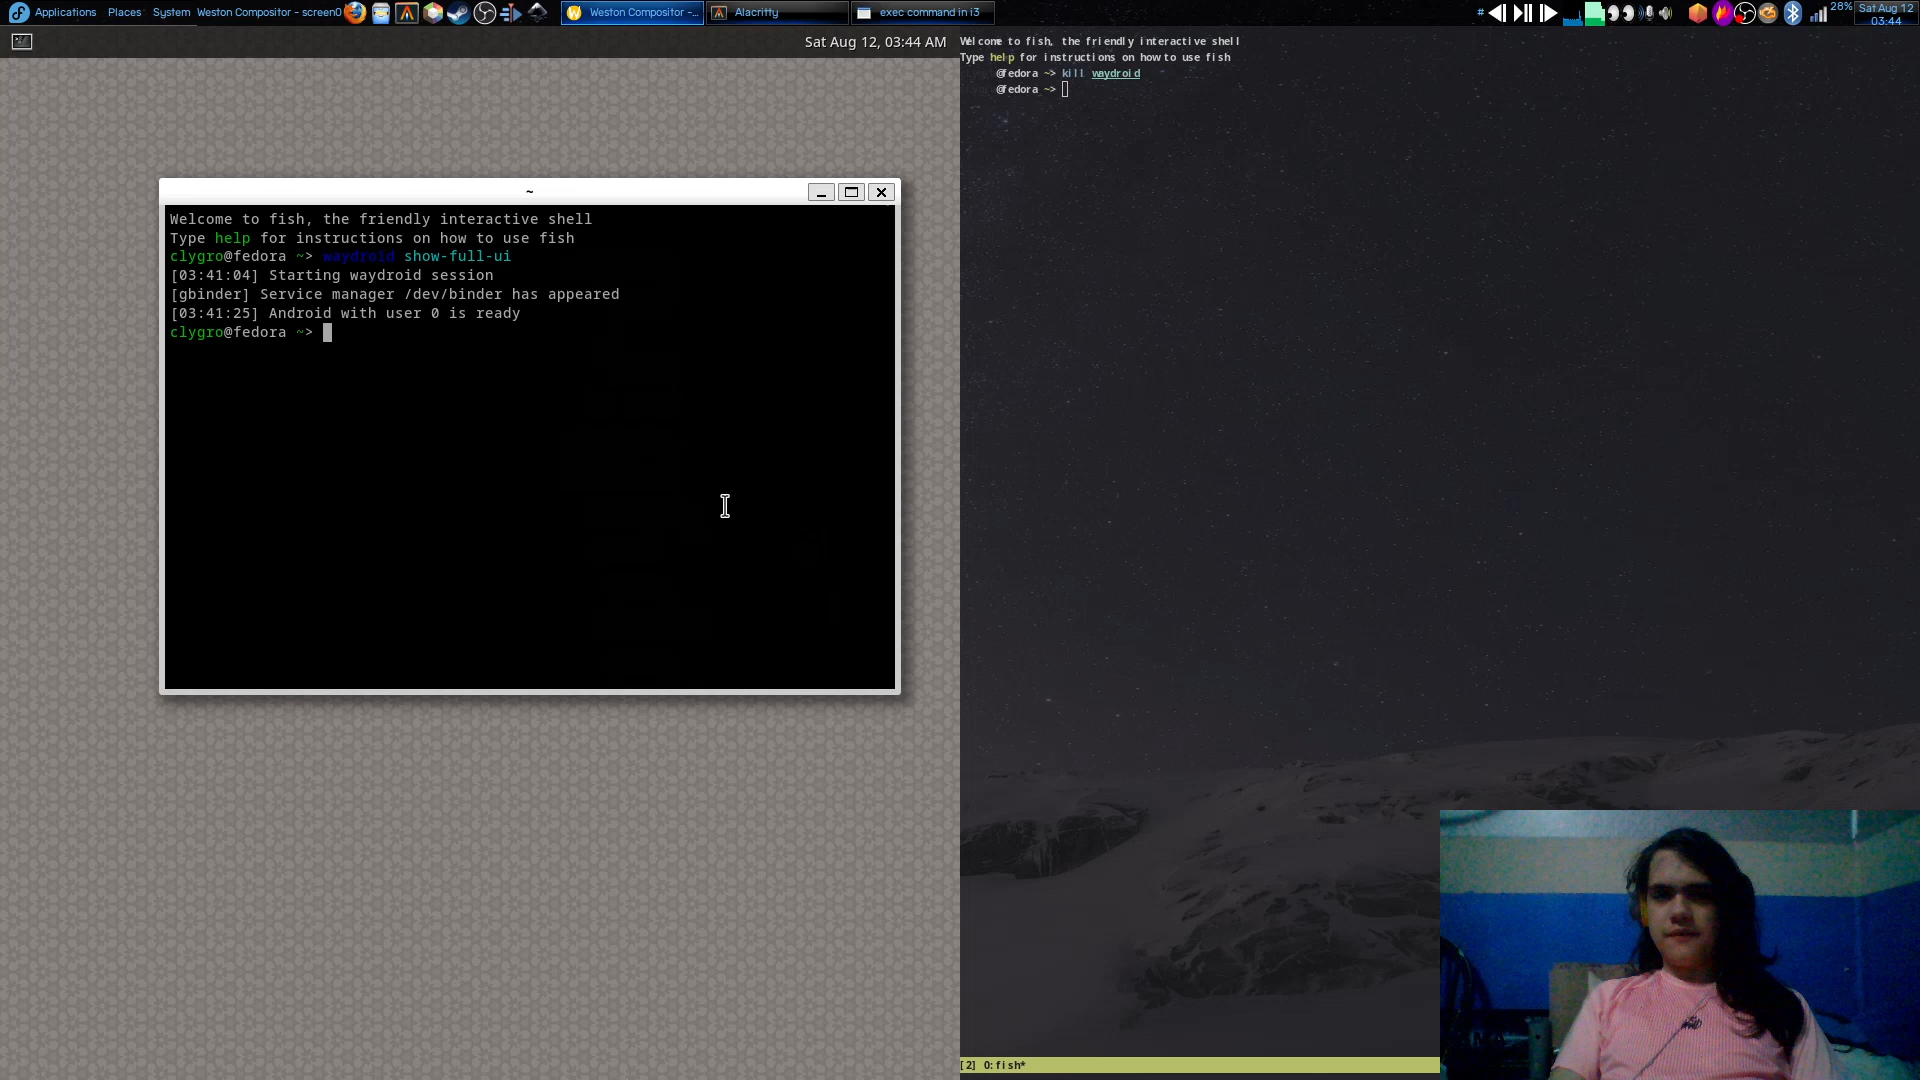 Applications Places System Weston Compositor - screen0 Weston Compositor -... Alacritty exec command in i3 # 28% Sat Aug 12
03:44
Sat Aug 12, 03:44 AM
~
Welcome to fish, the friendly interactive shell
Type help for instructions on how to use fish
clygro@fedora ~> waydroid show-full-ui
[03:41:04] Starting waydroid session
[gbinder] Service manager /dev/binder has appeared
[03:41:25] Android with user 0 is ready
clygro@fedora ~>
Welcome to fish, the friendly interactive shell
Type help for instructions on how to use fish
@fedora ~> kill waydroid
@fedora ~>
[2] 0:fish*